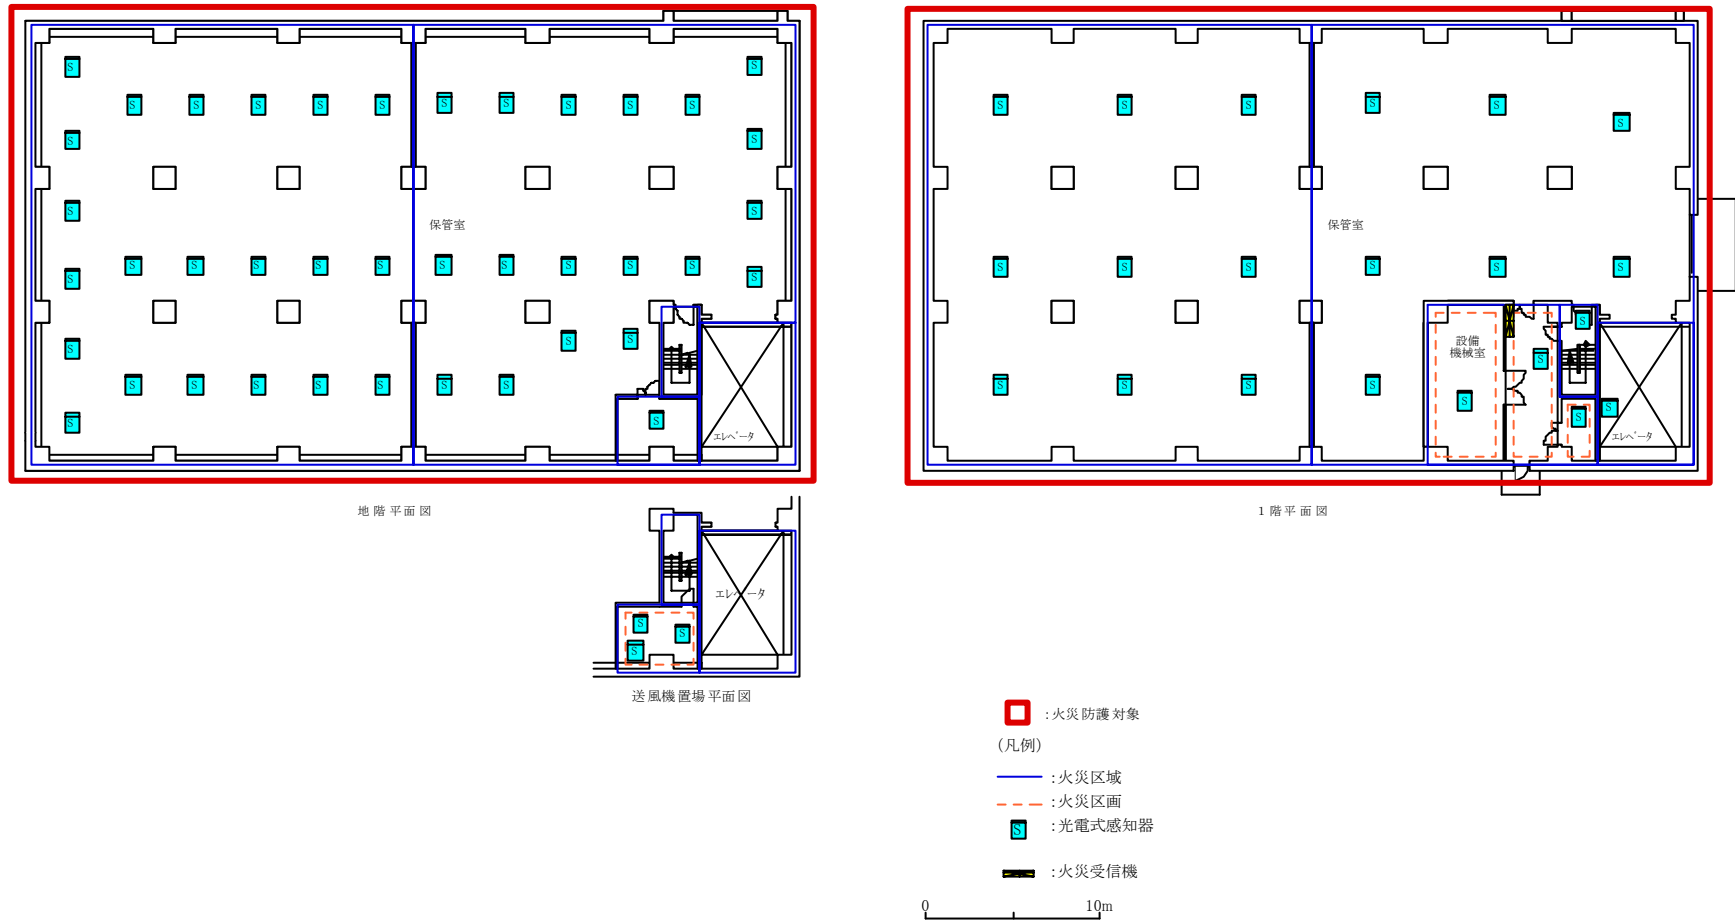 S S
S S S S S S S S S S
S S
S S
保管室
S S S S S S S S S S
S S
S S
S
S S S S S S S
S S
エレベータ
地階平面図
エレベータ
S S
S
送風機置場平面図
S S S S S
S
保管室
S S S S S S
設備
機械室
S
S
S S S S
S
S S
エレベータ
1階平面図
:火災防護対象
(凡例)
:火災区域
:火災区画
S :光電式感知器
:火災受信機
0 10m